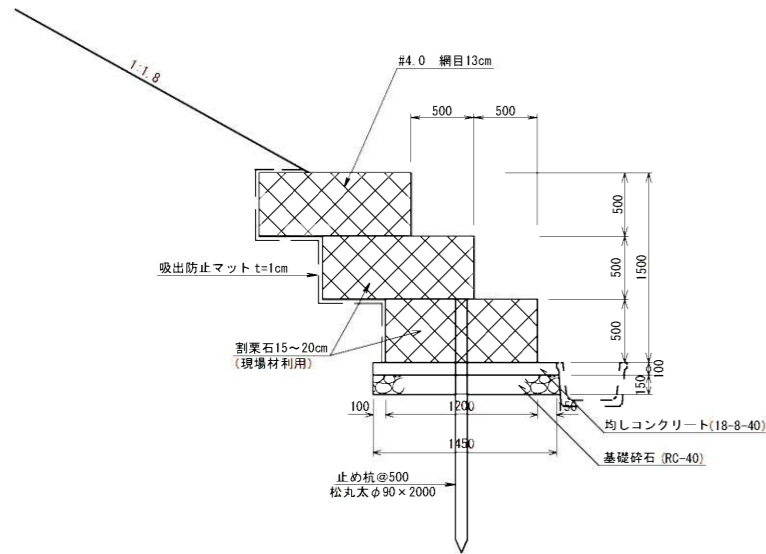 1:1.8
#4.0 網目13cm
500
500
500
500
500
1500
吸出防止マット t=1cm
割栗石15～20cm
(現場材利用)
100
150
100
1200
150
1450
均しコンクリート(18-8-40)
基礎砕石 (RC-40)
止め杭@500
松丸太φ90×2000